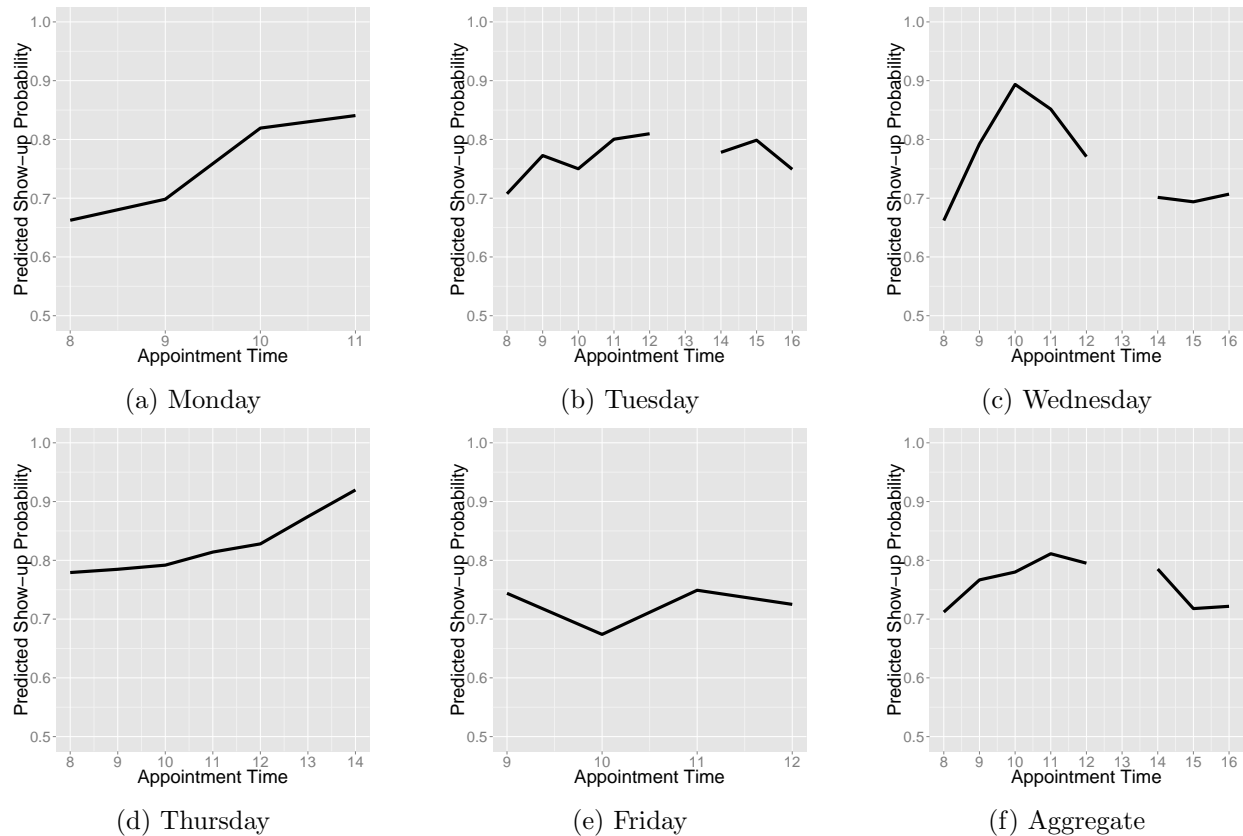 Predicted Show-up Probability
1.0
0.9
0.8
0.7
0.6
0.5
8 9 10 11
Appointment Time
(a) Monday
Predicted Show-up Probability
1.0
0.9
0.8
0.7
0.6
0.5
8 9 10 11 12 13 14 15 16
Appointment Time
(b) Tuesday
Predicted Show-up Probability
1.0
0.9
0.8
0.7
0.6
0.5
8 9 10 11 12 13 14 15 16
Appointment Time
(c) Wednesday
Predicted Show-up Probability
1.0
0.9
0.8
0.7
0.6
0.5
8 9 10 11 12 13 14
Appointment Time
(d) Thursday
Predicted Show-up Probability
1.0
0.9
0.8
0.7
0.6
0.5
9 10 11 12
Appointment Time
(e) Friday
Predicted Show-up Probability
1.0
0.9
0.8
0.7
0.6
0.5
8 9 10 11 12 13 14 15 16
Appointment Time
(f) Aggregate